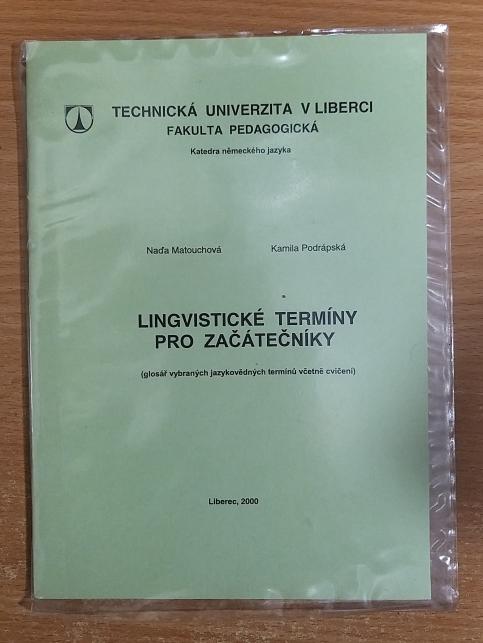 TECHNICKÁ UNIVERZITA V LIBERCI
FAKULTA PEDAGOGICKÁ
Katedra německého jazyka
Naďa Matouchová Kamila Podrápská
LINGVISTICKÉ TERMÍNY
PRO ZAČÁTEČNÍKY
(glosář vybraných jazykovědných termínů včetně cvičení)
Liberec, 2000